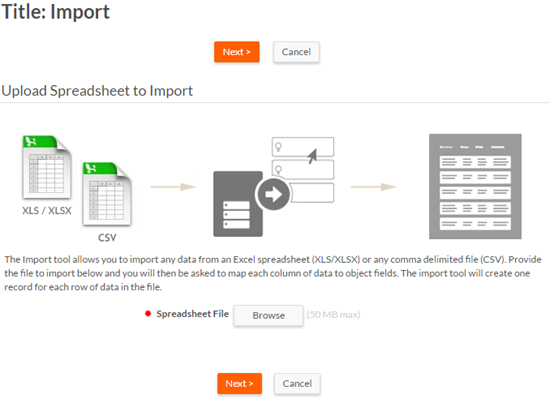 Title: Import
Next > Cancel
Upload Spreadsheet to Import
XLS / XLSX
CSV
The Import tool allows you to import any data from an Excel spreadsheet (XLS/XLSX) or any comma delimited file (CSV). Provide
the file to import below and you will then be asked to map each column of data to object fields. The import tool will create one
record for each row of data in the file.
Spreadsheet File Browse (50 MB max)
Next > Cancel